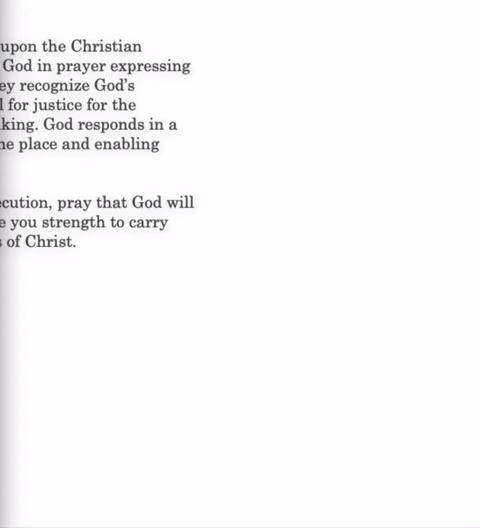 upon the Christian
God in prayer expressing
ey recognize God's
l for justice for the
king. God responds in a
ne place and enabling
cution, pray that God will
e you strength to carry
s of Christ.